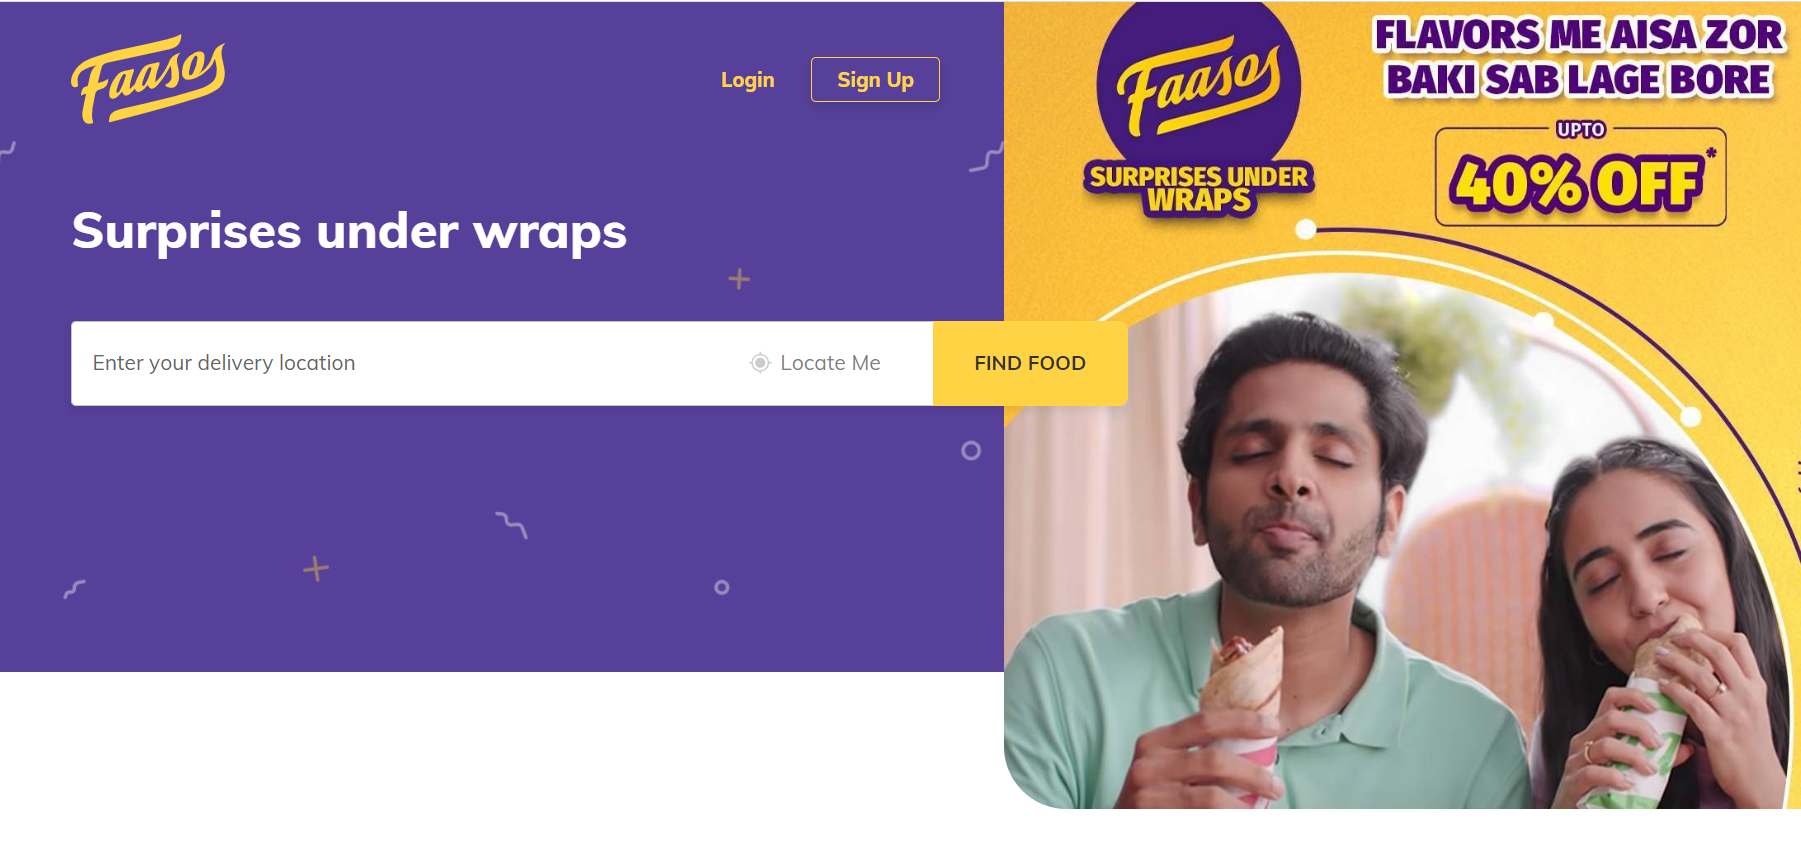 Faasos
Login
Sign Up
Surprises under wraps
Enter your delivery location
Locate Me
FIND FOOD
Faasos
SURPRISES UNDER
WRAPS
FLAVORS ME AISA ZOR
BAKI SAB LAGE BORE
UPTO
40% OFF*